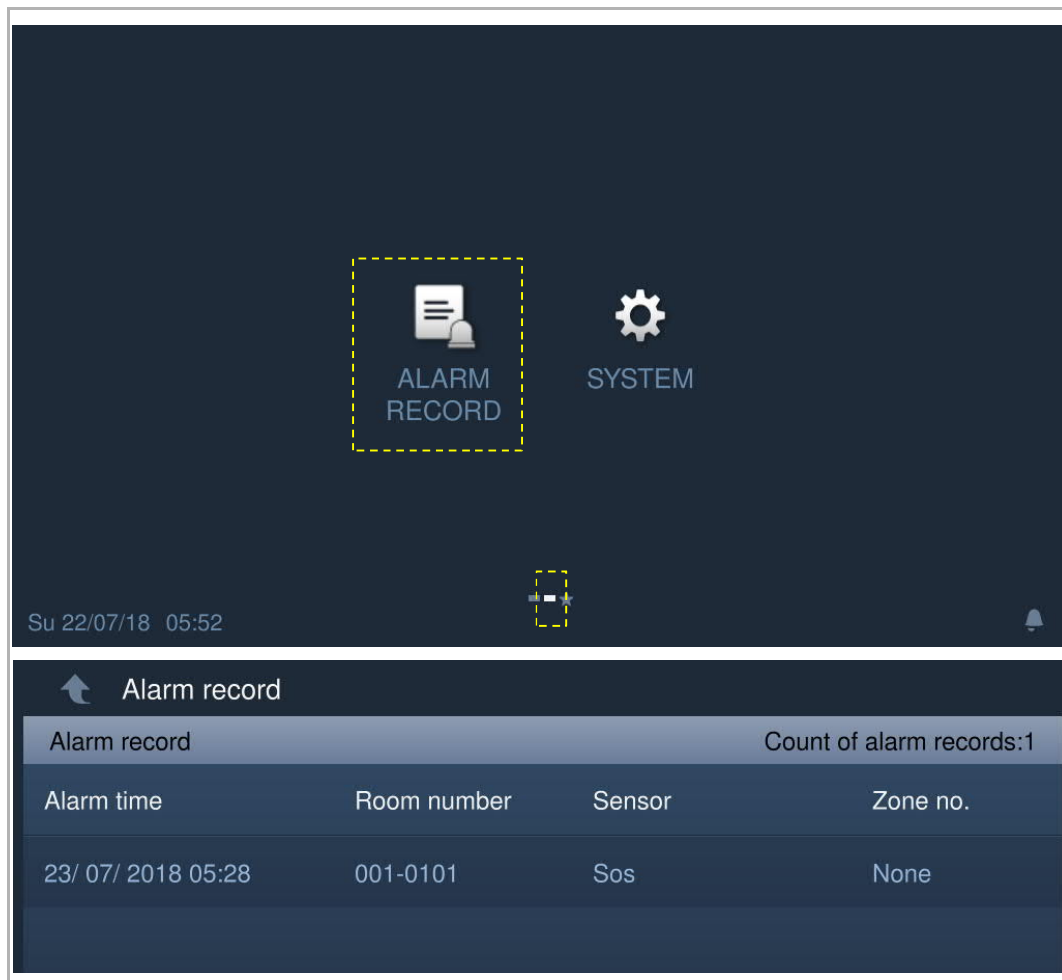 ALARM
RECORD
SYSTEM
Su 22/07/18 05:52
Alarm record
Alarm record Count of alarm records:1
Alarm time Room number Sensor Zone no.
23/ 07/ 2018 05:28 001-0101 Sos None